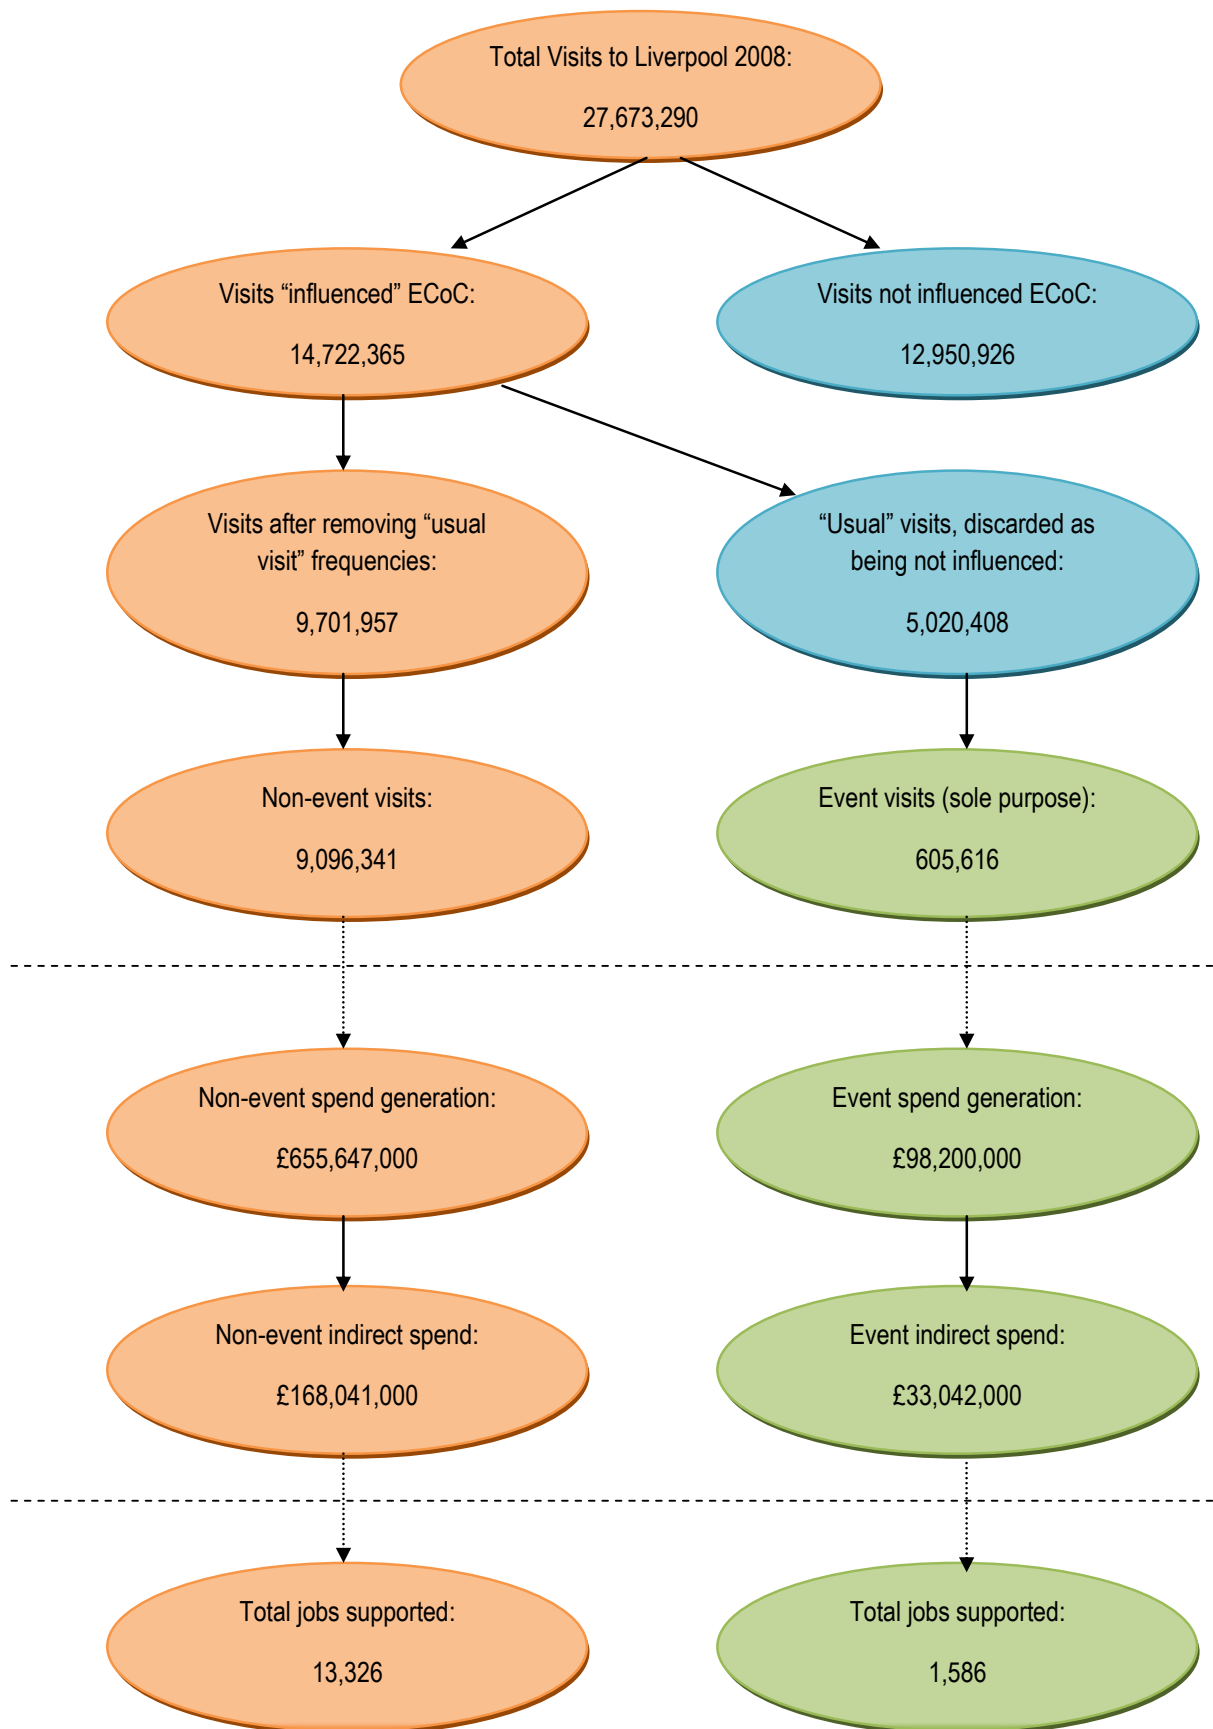 Total Visits to Liverpool 2008:
27,673,290
Visits “influenced” ECoC:
14,722,365
Visits not influenced ECoC:
12,950,926
Visits after removing “usual
visit” frequencies:
9,701,957
“Usual” visits, discarded as
being not influenced:
5,020,408
Non-event visits:
9,096,341
Event visits (sole purpose):
605,616
Non-event spend generation:
£655,647,000
Event spend generation:
£98,200,000
Non-event indirect spend:
£168,041,000
Event indirect spend:
£33,042,000
Total jobs supported:
13,326
Total jobs supported:
1,586